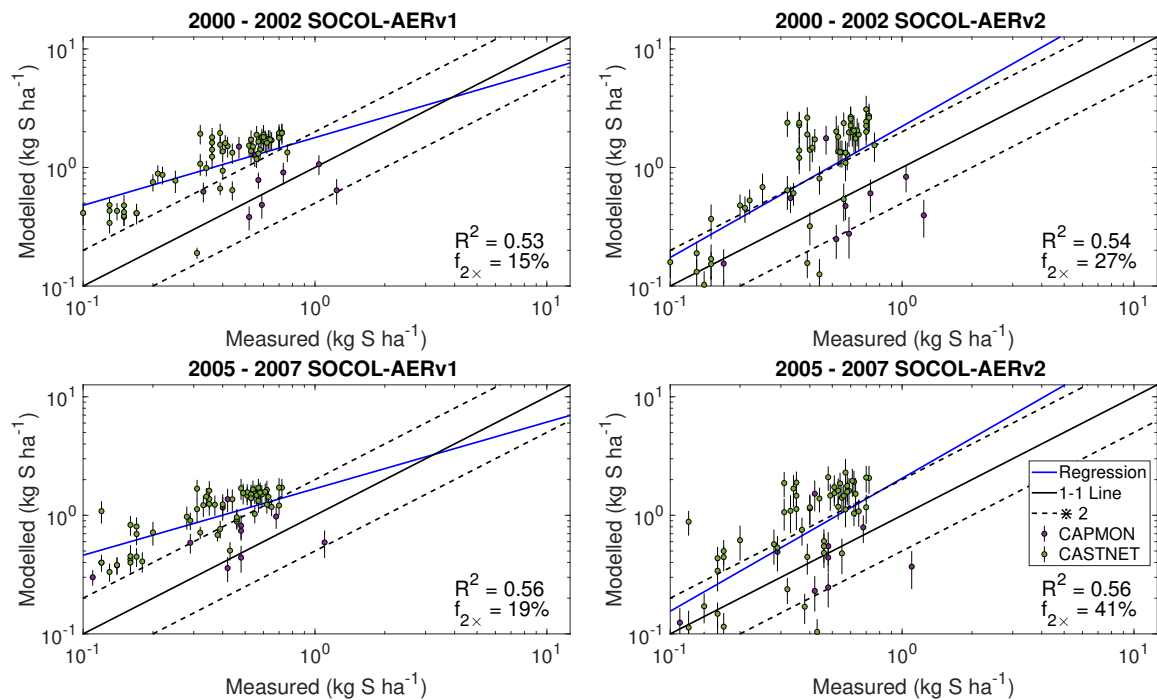 2000 - 2002 SOCOL-AERv1
10^1
10^0
10^-1
Modelled (kg S ha^-1)
R^2 = 0.53
f_2× = 15%
10^-1 10^0 10^1
Measured (kg S ha^-1)
2000 - 2002 SOCOL-AERv2
10^1
10^0
10^-1
Modelled (kg S ha^-1)
R^2 = 0.54
f_2× = 27%
10^-1 10^0 10^1
Measured (kg S ha^-1)
2005 - 2007 SOCOL-AERv1
10^1
10^0
10^-1
Modelled (kg S ha^-1)
R^2 = 0.56
f_2× = 19%
10^-1 10^0 10^1
Measured (kg S ha^-1)
2005 - 2007 SOCOL-AERv2
10^1
10^0
10^-1
Modelled (kg S ha^-1)
Regression
1-1 Line
⋇ 2
CAPMON
CASTNET
R^2 = 0.56
f_2× = 41%
10^-1 10^0 10^1
Measured (kg S ha^-1)